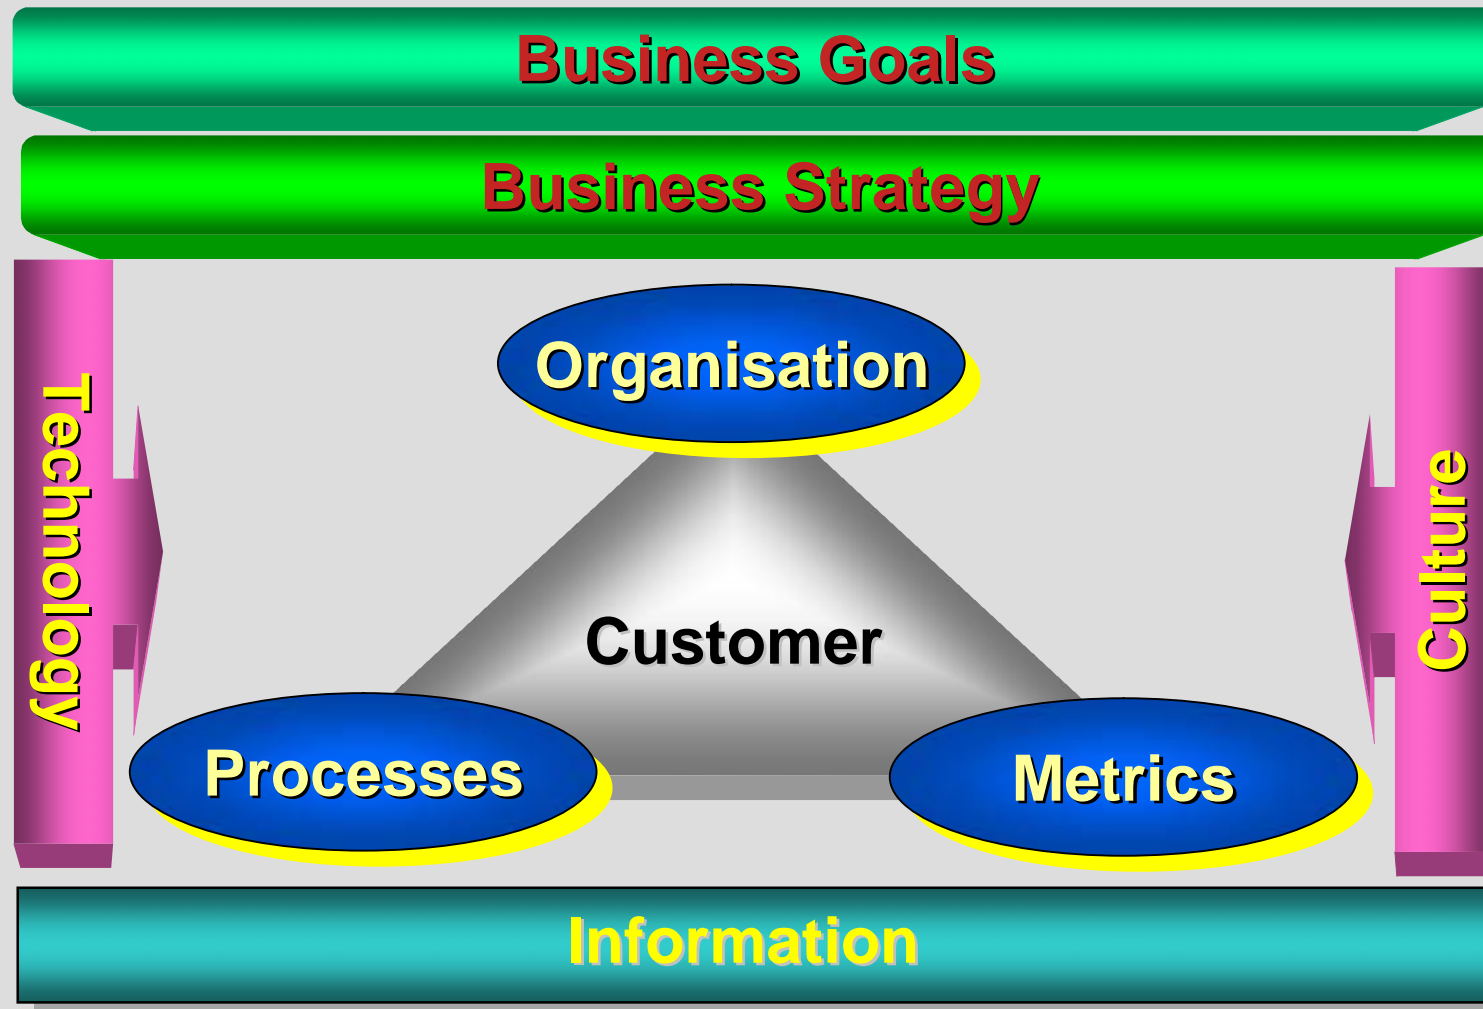 Business Goals
Business Strategy
Technology
Organisation
Culture
Customer
Processes
Metrics
Information